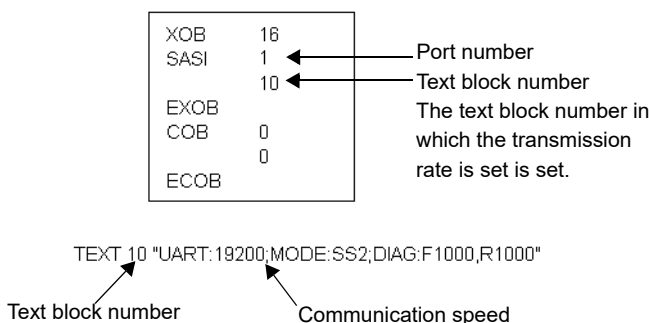 XOB 16
SASI 1
10
EXOB
COB 0
0
ECOB
Port number
Text block number
The text block number in
which the transmission
rate is set is set.
TEXT 10 "UART:19200;MODE:SS2;DIAG:F1000,R1000"
Text block number
Communication speed